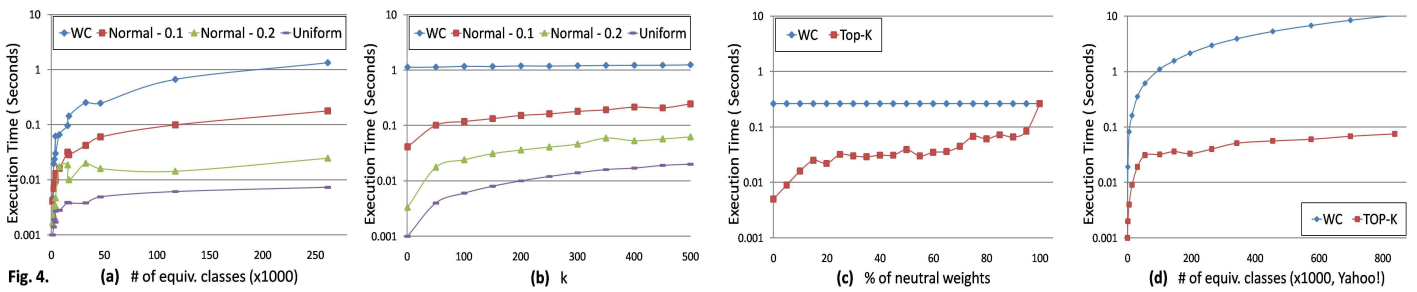 WC Normal - 0.1 Normal - 0.2 Uniform
Execution Time ( Seconds)
10
1
0.1
0.01
0.001
0 50 100 150 200 250
Fig. 4. (a) # of equiv. classes (x1000)
WC Normal - 0.1 Normal - 0.2 Uniform
Execution Time ( Seconds)
10
1
0.1
0.01
0.001
0 100 200 300 400 500
(b) k
WC Top-K
Execution Time ( Seconds)
10
1
0.1
0.01
0.001
0 20 40 60 80 100
(c) % of neutral weights
Execution Time ( Seconds)
10
1
0.1
0.01
0.001
WC TOP-K
0 200 400 600 800
(d) # of equiv. classes (x1000, Yahoo!)